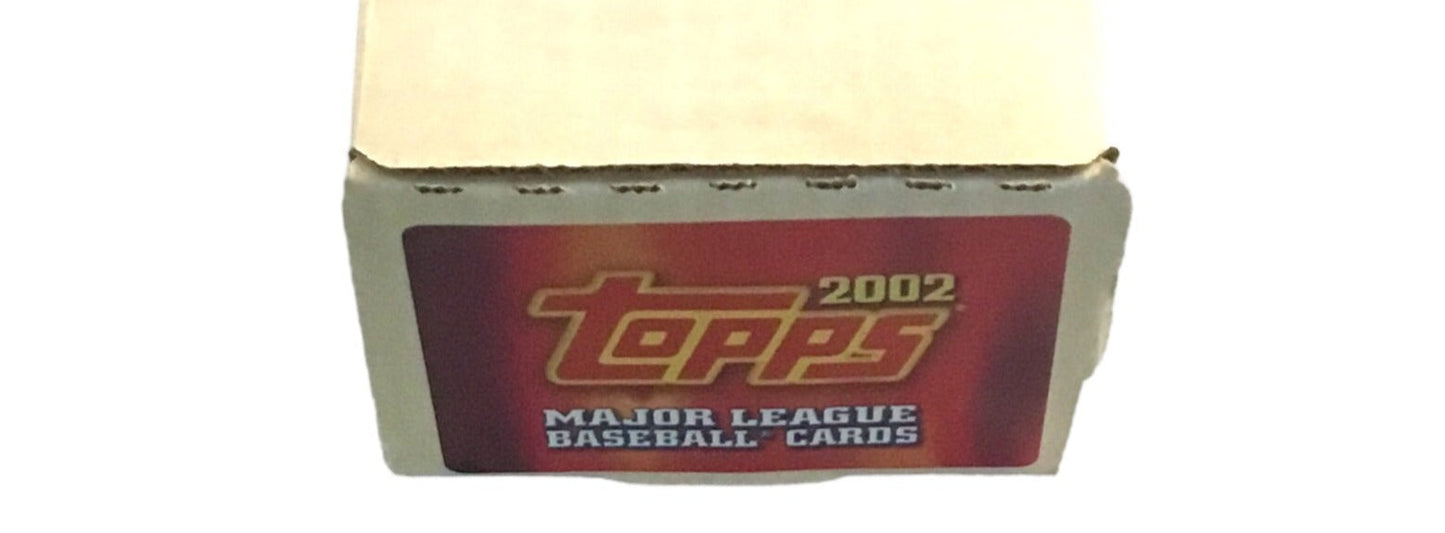 2002
Topps
MAJOR LEAGUE
BASEBALL CARDS